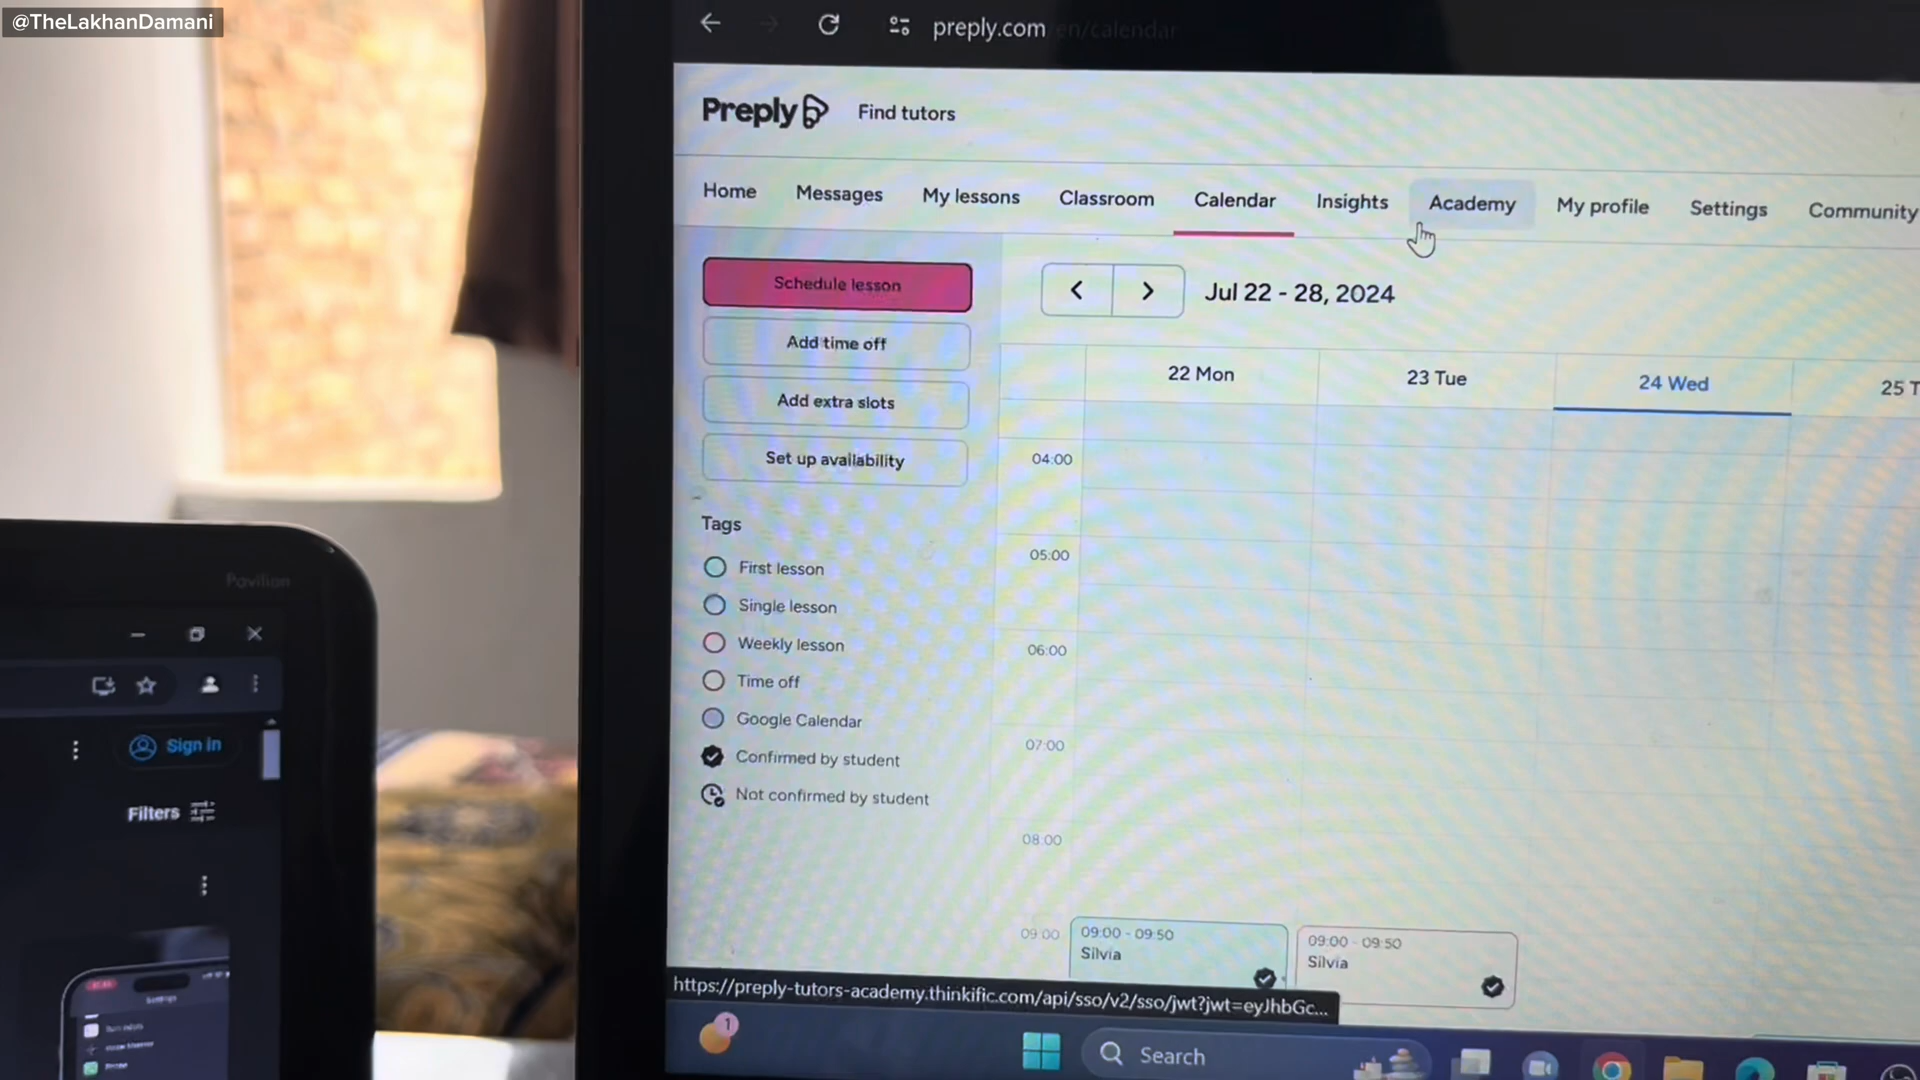 @TheLakhanDamani
preply.com/en/calendar
Preply Find tutors
Home Messages My lessons Classroom Calendar Insights Academy My profile Settings Community
Schedule lesson
Add time off
Add extra slots
Set up availability
Jul 22 - 28, 2024
22 Mon 23 Tue 24 Wed 25 T
04:00
05:00
06:00
07:00
08:00
09:00
Tags
First lesson
Single lesson
Weekly lesson
Time off
Google Calendar
Confirmed by student
Not confirmed by student
09:00 - 09:50
Silvia
09:00 - 09:50
Silvia
https://preply-tutors-academy.thinkific.com/api/sso/v2/sso/jwt?jwt=eyJhbGc...
1
Search
Pavilion
Sign in
Filters